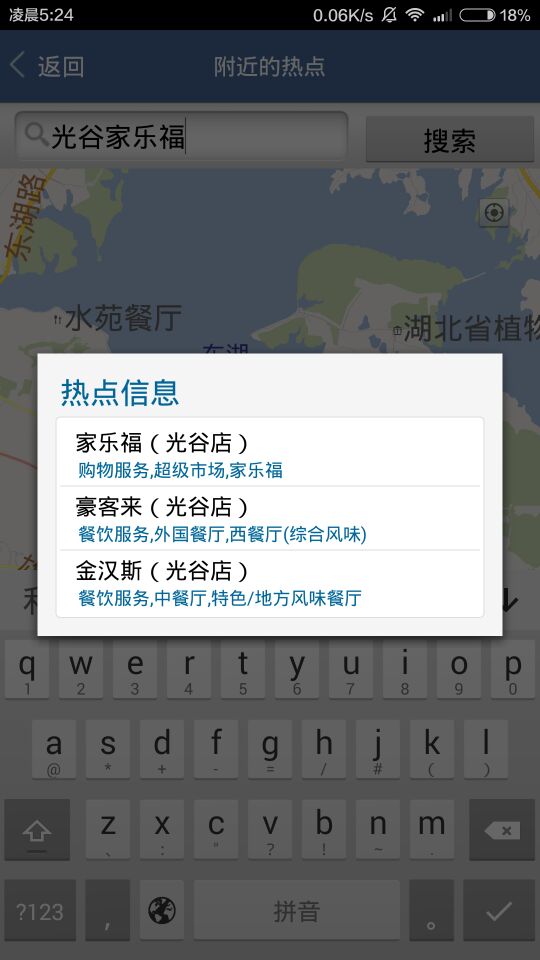 凌晨5:24 0.06K/s 18%
返回 附近的热点
光谷家乐福 搜索
东湖路
水苑餐厅
湖北省植物
东湖
热点信息
家乐福（光谷店）
购物服务,超级市场,家乐福
豪客来（光谷店）
餐饮服务,外国餐厅,西餐厅(综合风味)
金汉斯（光谷店）
餐饮服务,中餐厅,特色/地方风味餐厅
q w e r t y u i o p
1 2 3 4 5 6 7 8 9 0
a s d f g h j k l
@ * + - = / # ( )
z x c v b n m
、 : " ? ! ~ .
?123 , 拼音 。